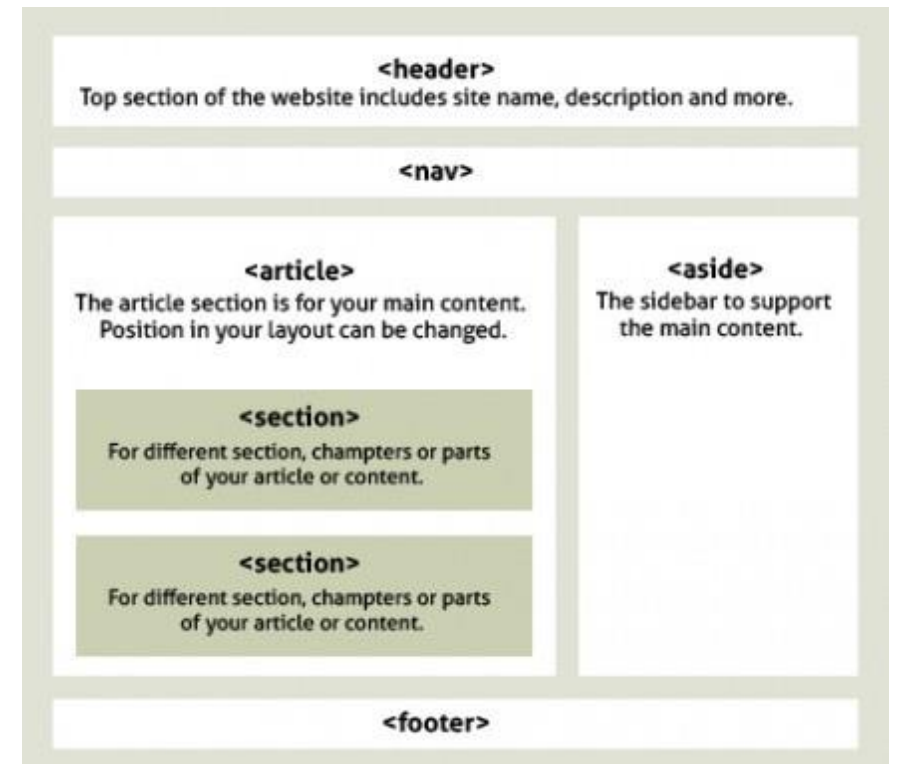 <header>
Top section of the website includes site name, description and more.
<nav>
<article>
The article section is for your main content.
Position in your layout can be changed.
<section>
For different section, champters or parts
of your article or content.
<section>
For different section, champters or parts
of your article or content.
<aside>
The sidebar to support
the main content.
<footer>